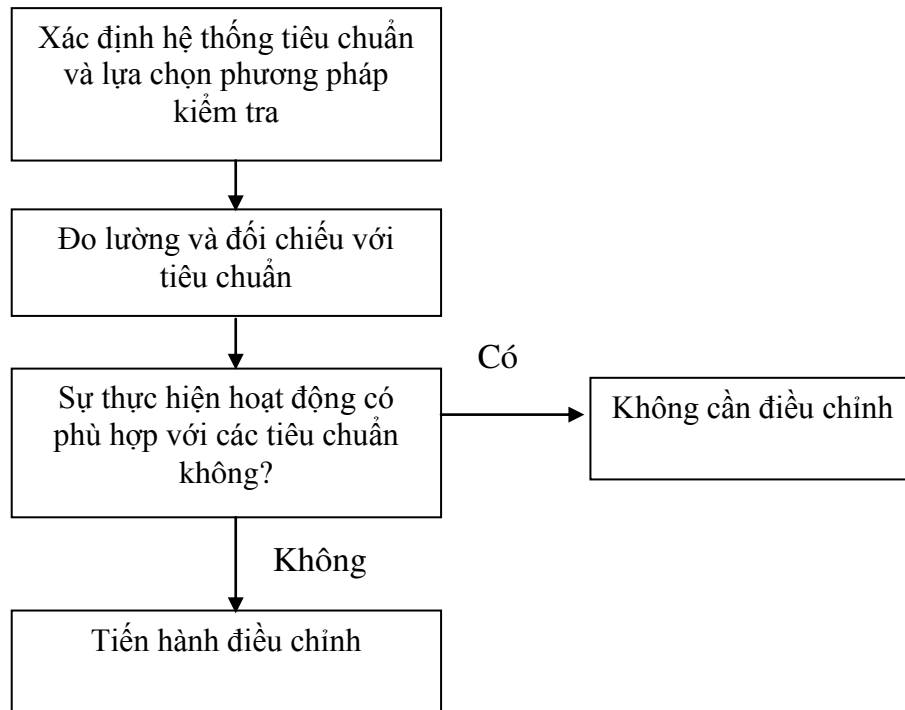 Xác định hệ thống tiêu chuẩn
và lựa chọn phương pháp
kiểm tra
Đo lường và đối chiếu với
tiêu chuẩn
Có
Sự thực hiện hoạt động có
phù hợp với các tiêu chuẩn
không?
Không cần điều chỉnh
Không
Tiến hành điều chỉnh